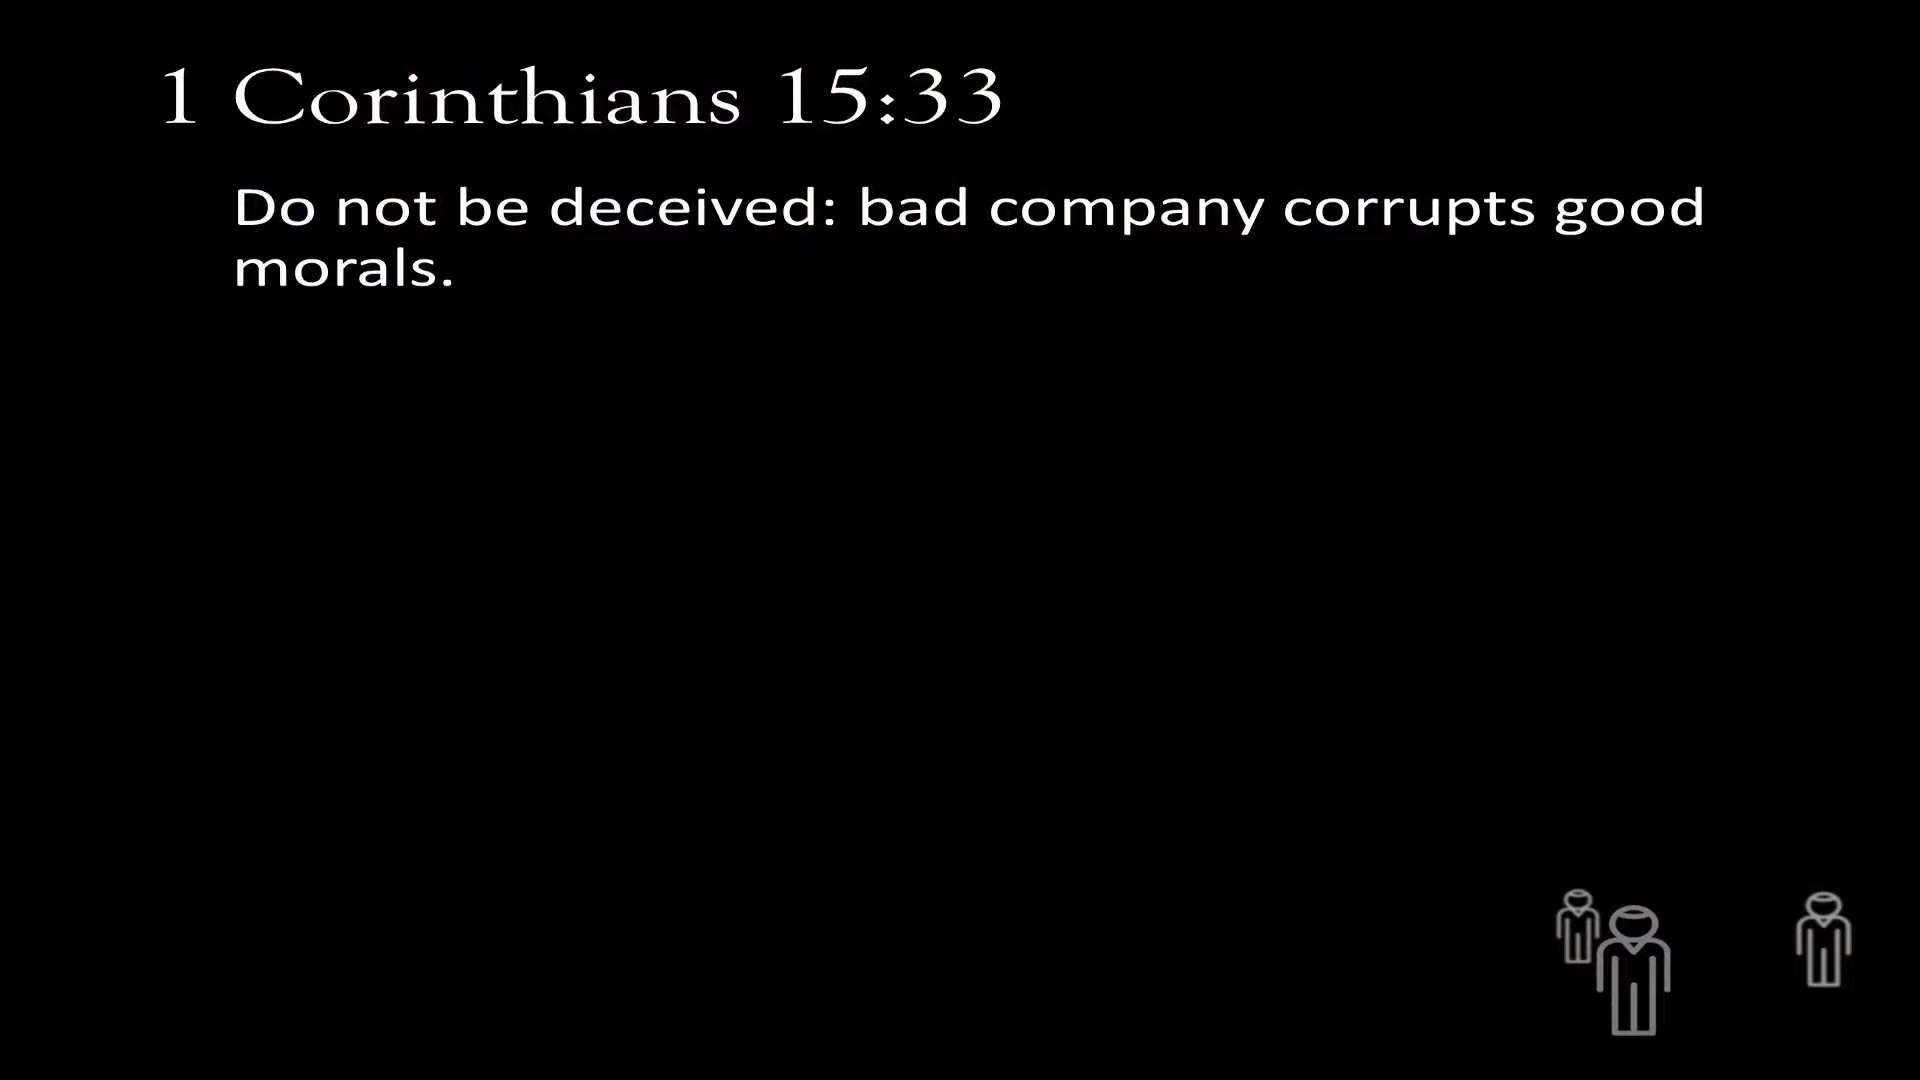 1 Corinthians 15:33
Do not be deceived: bad company corrupts good
morals.